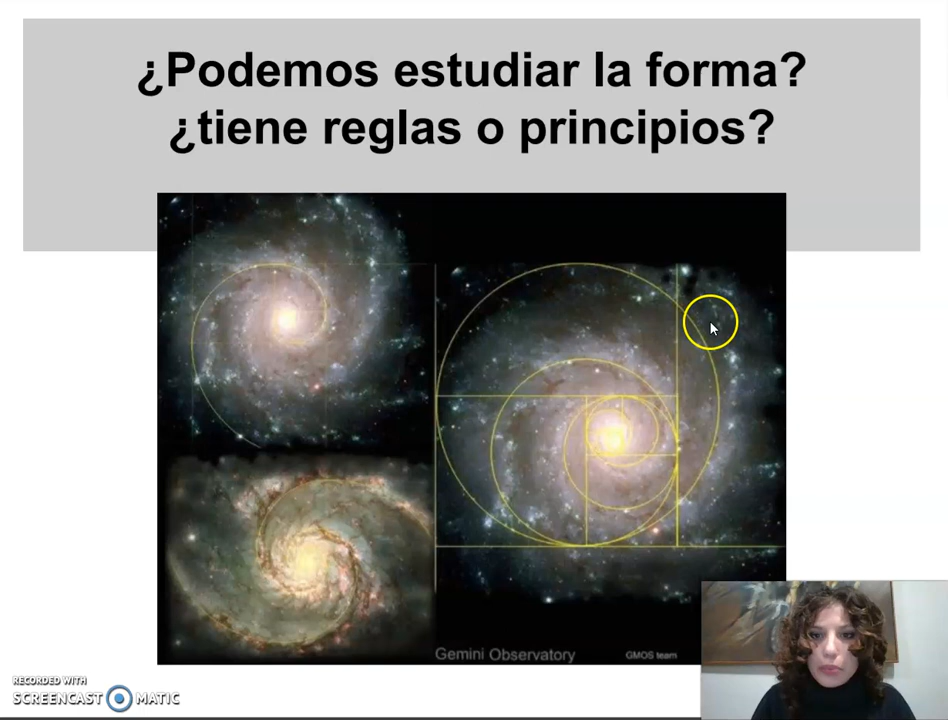 ¿Podemos estudiar la forma?
¿tiene reglas o principios?
Gemini Observatory
GMOS team
RECORDED WITH
SCREENCAST MATIC